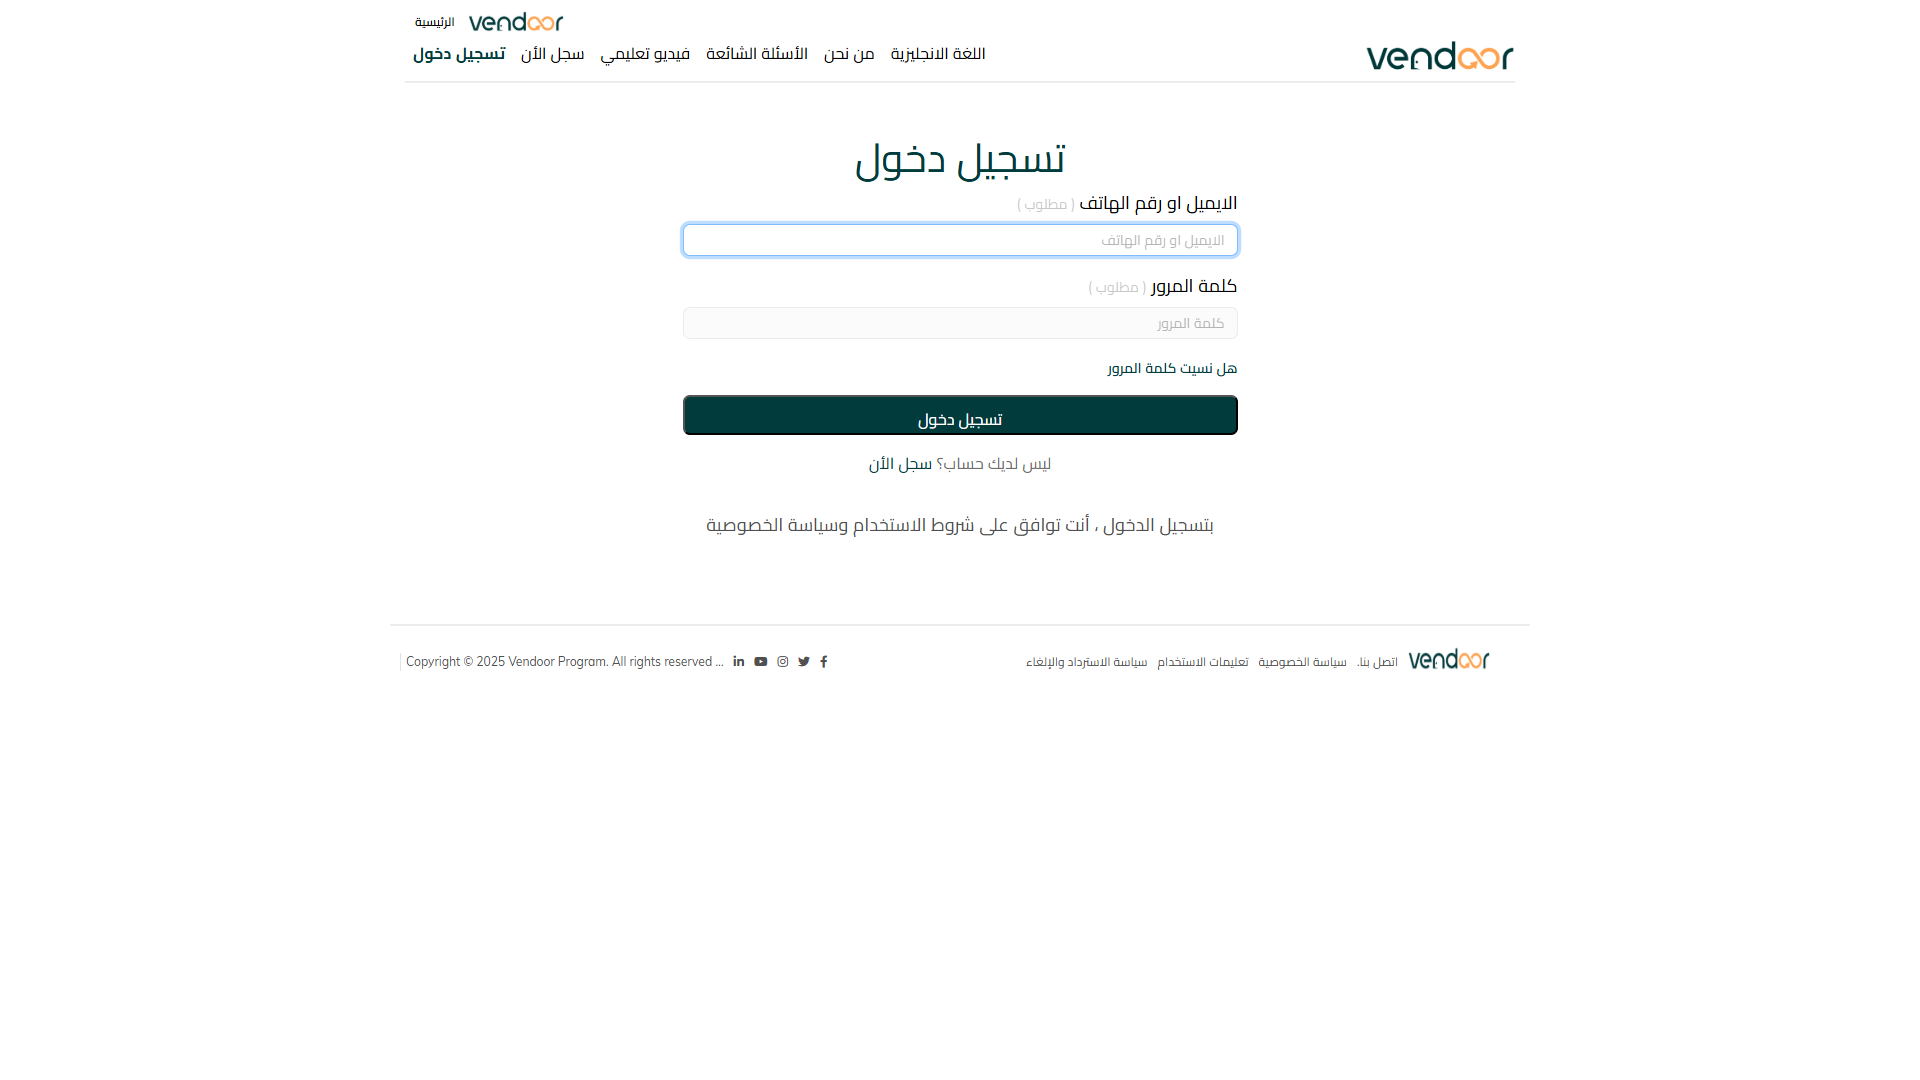 vendoor الرئيسية
vendoor
اللغة الانجليزية من نحن الأسئلة الشائعة فيديو تعليمي سجل الأن تسجيل دخول
تسجيل دخول
الايميل او رقم الهاتف ( مطلوب )
الايميل او رقم الهاتف
كلمة المرور ( مطلوب )
كلمة المرور
هل نسيت كلمة المرور
تسجيل دخول
ليس لديك حساب؟ سجل الأن
بتسجيل الدخول ، أنت توافق على شروط الاستخدام وسياسة الخصوصية
vendoor اتصل بنا. سياسة الخصوصية تعليمات الاستخدام سياسة الاسترداد والإلغاء
Copyright © 2025 Vendoor Program. All rights reserved ...